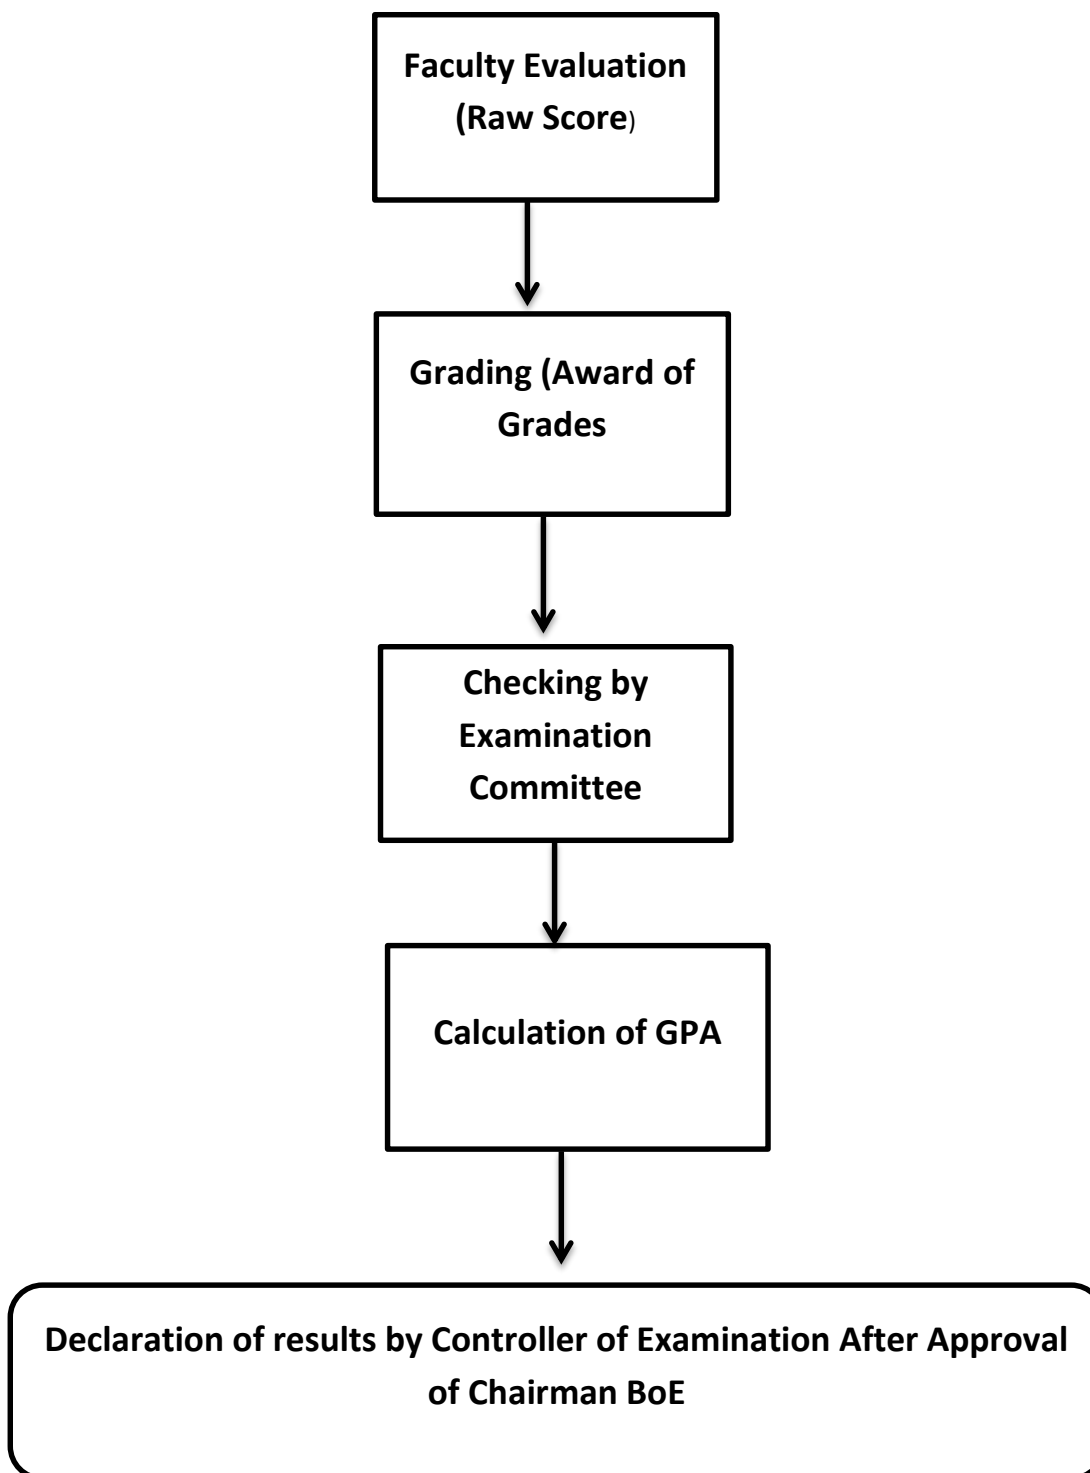 Faculty Evaluation
(Raw Score)
Grading (Award of
Grades
Checking by
Examination
Committee
Calculation of GPA
Declaration of results by Controller of Examination After Approval
of Chairman BoE